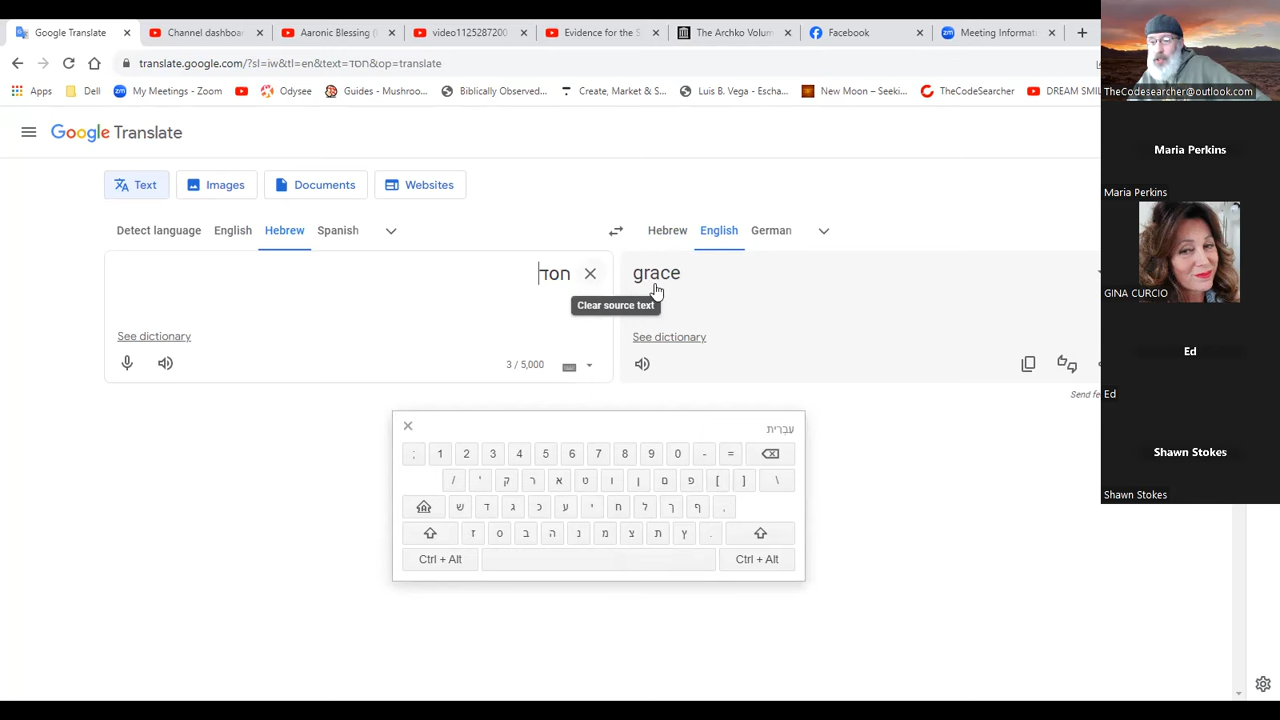 Google Translate
Channel dashboa
Aaronic Blessing (
video1125287200
Evidence for the S
The Archko Volum
Facebook
Meeting Informati
translate.google.com/?sl=iw&tl=en&text=חסד&op=translate
Apps
Dell
My Meetings - Zoom
Odysee
Guides - Mushroo...
Create, Market & S...
Luis B. Vega - Escha...
New Moon – Seeki...
TheCodeSearcher
DREAM SMIL
TheCodesearcher@outlook.com
Google Translate
Text
Images
Documents
Websites
Detect language
English
Hebrew
Spanish
Hebrew
English
German
חסד
grace
Clear source text
See dictionary
See dictionary
3 / 5,000
Send fe
עברית
; 1 2 3 4 5 6 7 8 9 0 - =
/ ' ק ר א ט ו ן ם פ [ ] \
ש ד ג כ ע י ח ל ך ף ,
ז ס ב ה נ מ צ ת ץ .
Ctrl + Alt
Ctrl + Alt
Maria Perkins
Maria Perkins
GINA CURCIO
Ed
Ed
Shawn Stokes
Shawn Stokes